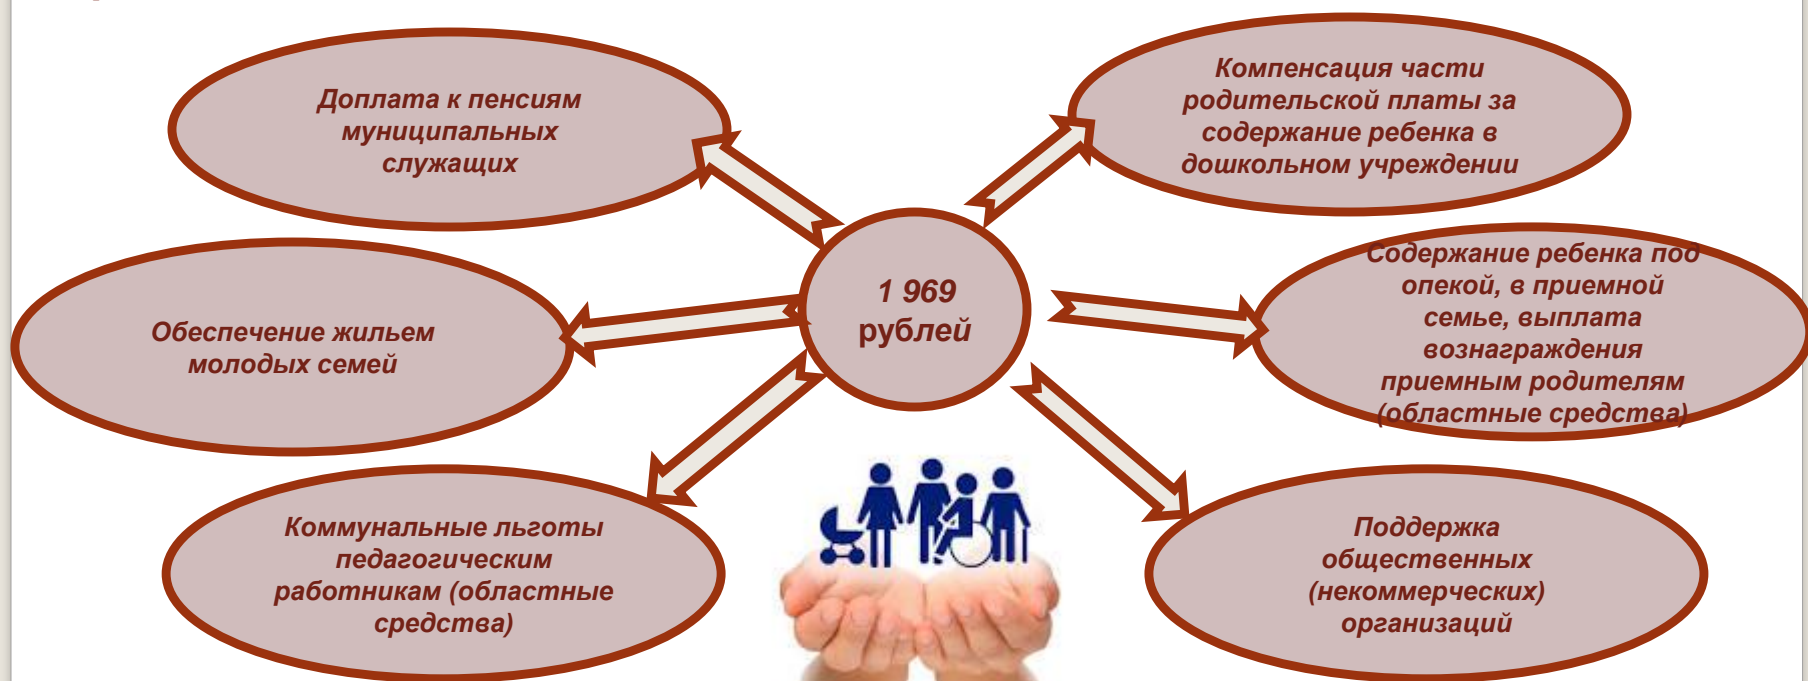 Доплата к пенсиям
муниципальных
служащих
Компенсация части
родительской платы за
содержание ребенка в
дошкольном учреждении
Обеспечение жильем
молодых семей
1 969
рублей
Содержание ребенка под
опекой, в приемной
семье, выплата
вознаграждения
приемным родителям
(областные средства)
Коммунальные льготы
педагогическим
работникам (областные
средства)
Поддержка
общественных
(некоммерческих)
организаций